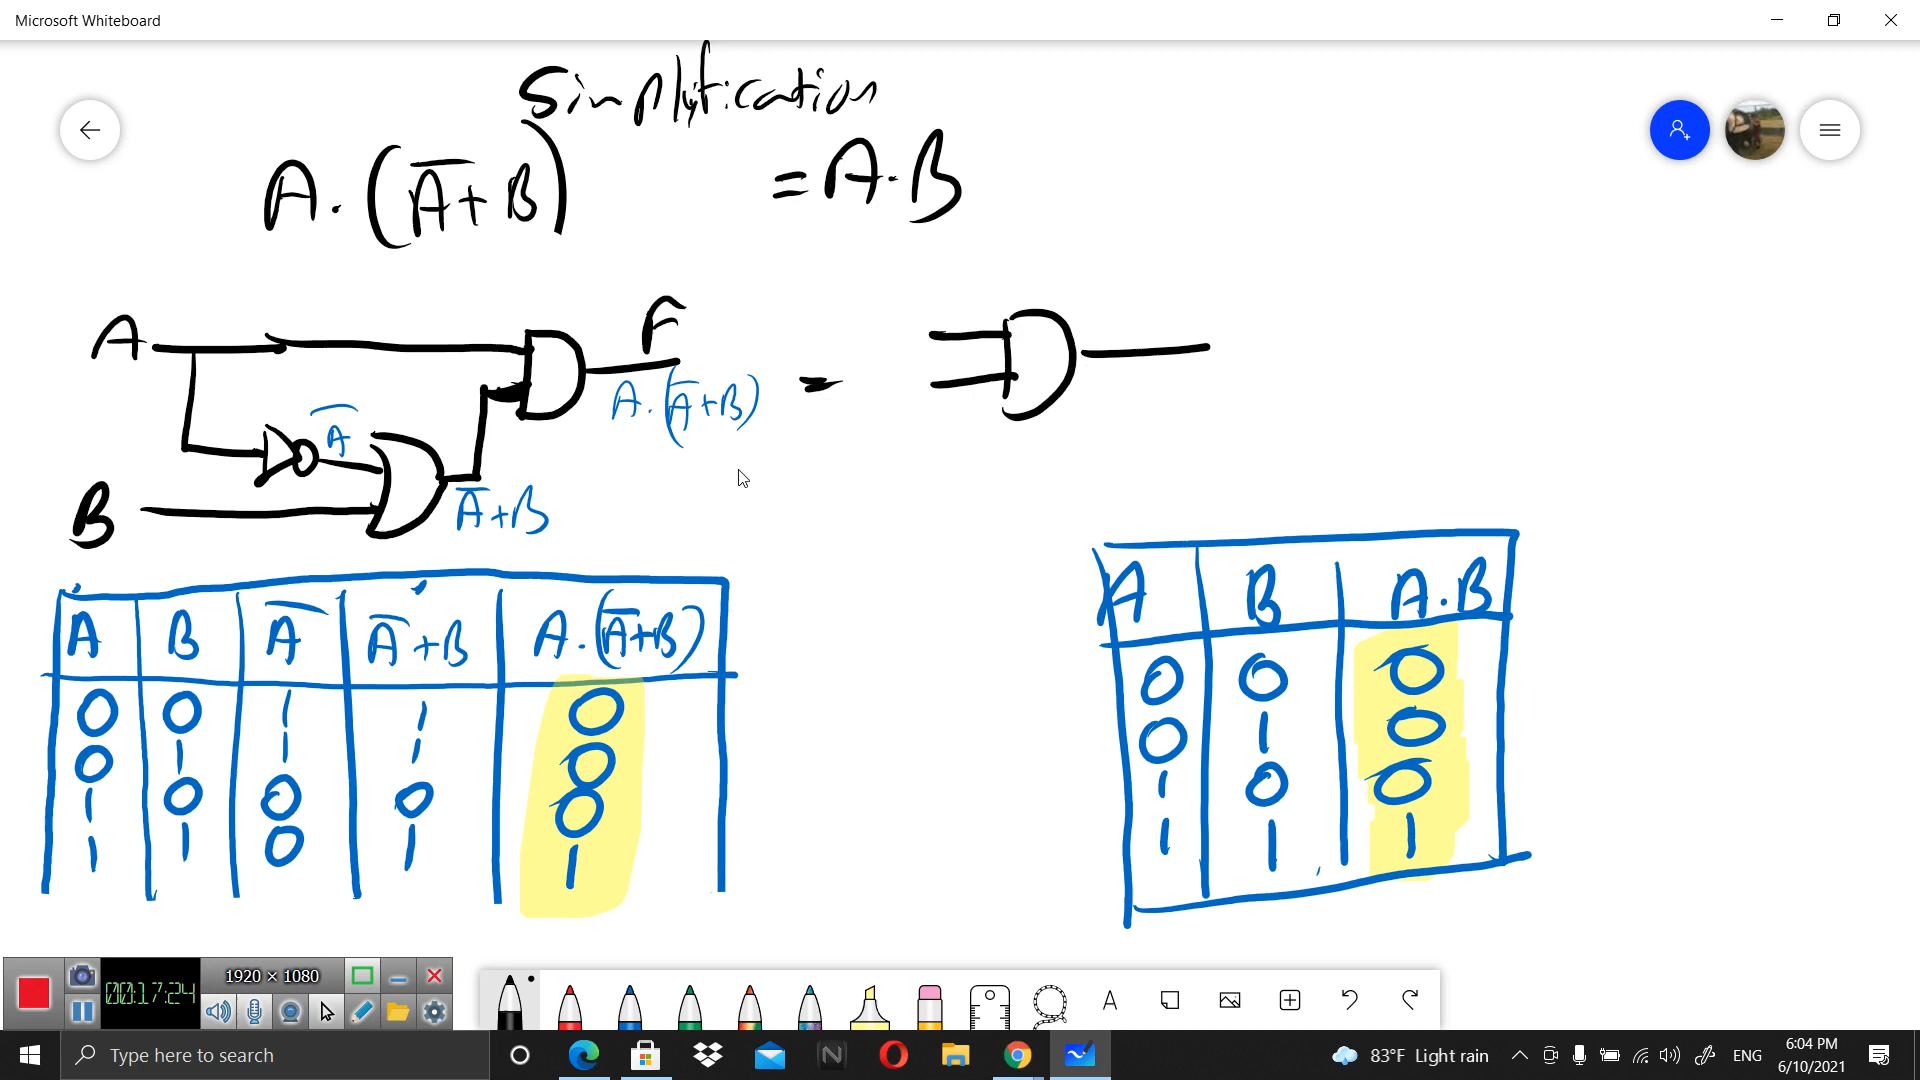 Microsoft Whiteboard
Simplification
A.(A̅+B) =A.B
A
F
A.(A̅+B)
=
A̅
B
A̅+B
A B A̅ A̅+B A.(A̅+B)
0 0 1 1 0
0 1 1 1 0
1 0 0 0 0
1 1 0 1 1
A B A.B
0 0 0
0 1 0
1 0 0
1 1 1
1920 × 1080
00:17:24
Type here to search
83°F Light rain
ENG
6:04 PM
6/10/2021